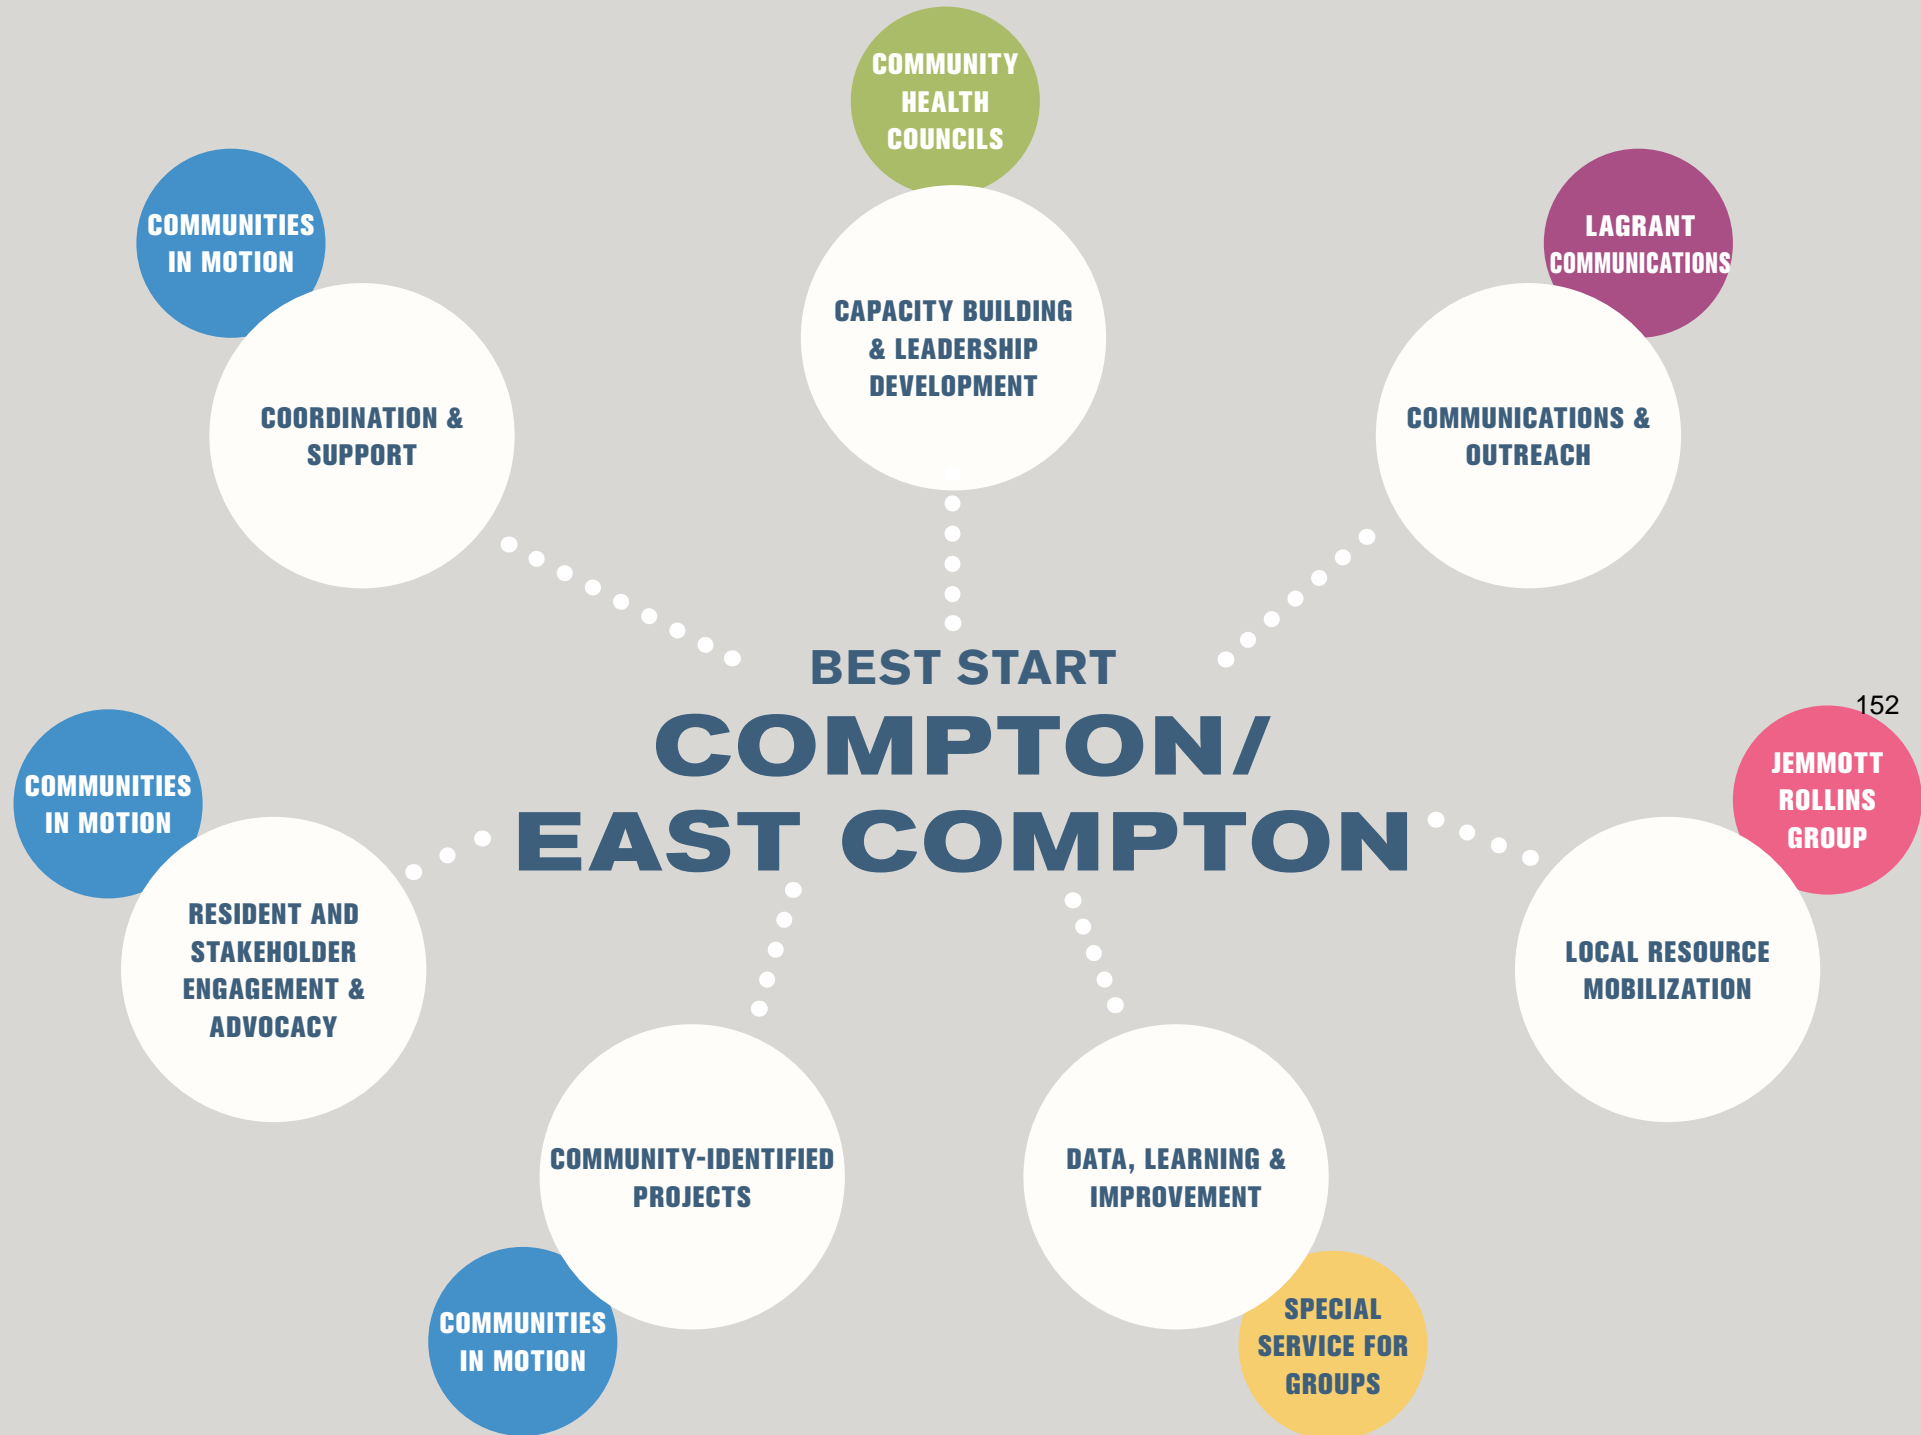 COMMUNITY
HEALTH
COUNCILS
CAPACITY BUILDING
& LEADERSHIP
DEVELOPMENT
COMMUNITIES
IN MOTION
COORDINATION &
SUPPORT
LAGRANT
COMMUNICATIONS
COMMUNICATIONS &
OUTREACH
BEST START
COMPTON/
EAST COMPTON
152
COMMUNITIES
IN MOTION
RESIDENT AND
STAKEHOLDER
ENGAGEMENT &
ADVOCACY
JEMMOTT
ROLLINS
GROUP
LOCAL RESOURCE
MOBILIZATION
COMMUNITY-IDENTIFIED
PROJECTS
COMMUNITIES
IN MOTION
DATA, LEARNING &
IMPROVEMENT
SPECIAL
SERVICE FOR
GROUPS